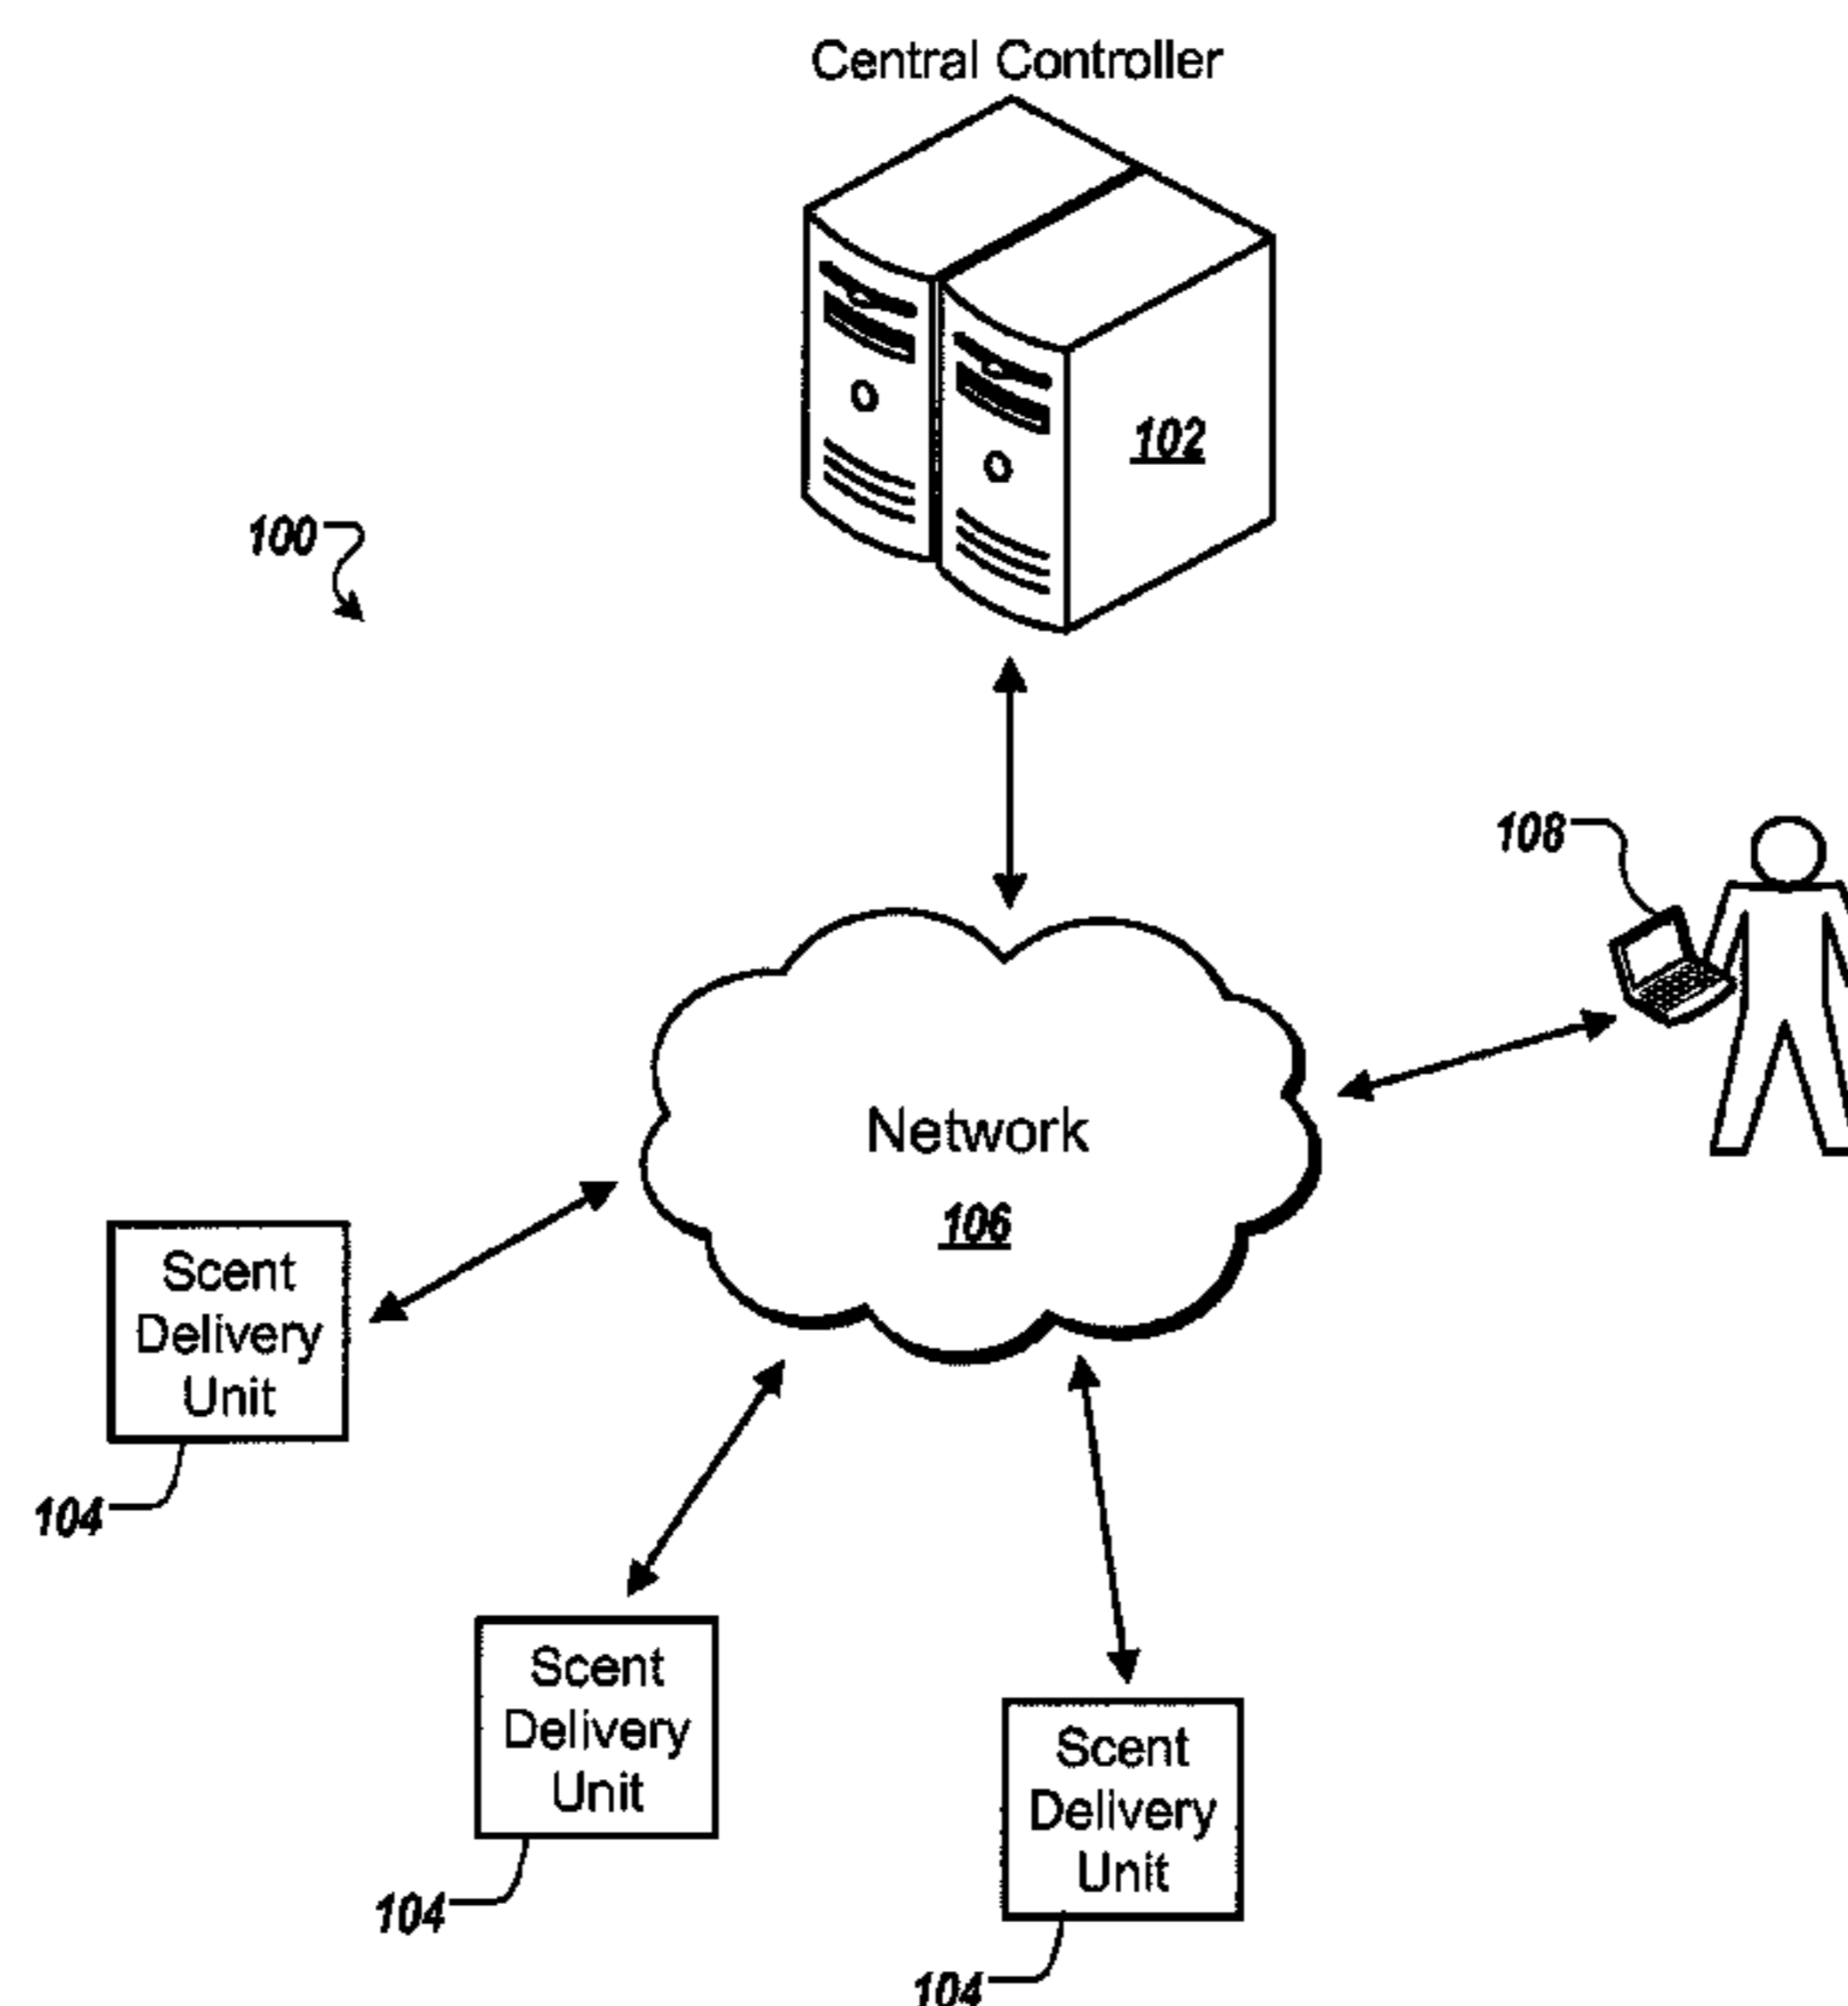 Central Controller
102
100
108
Network
106
Scent
Delivery
Unit
104
Scent
Delivery
Unit
104
Scent
Delivery
Unit
104